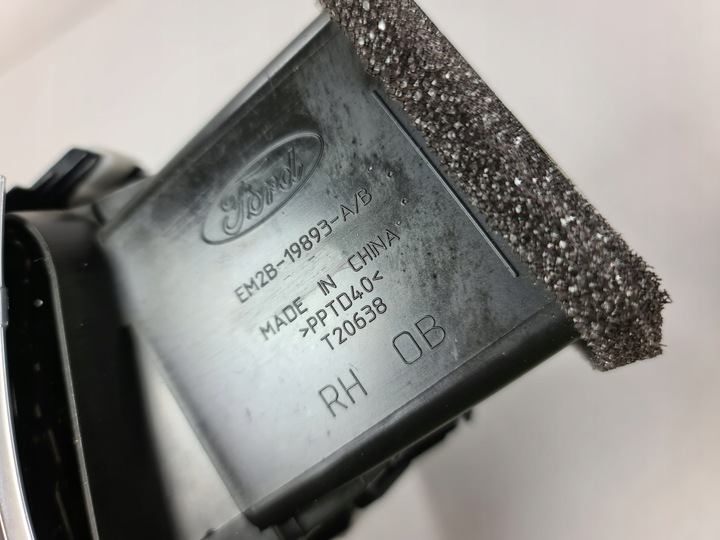 Ford
EM2B-19893-A/B
MADE IN CHINA
>PPTD40<
T20638
RH OB